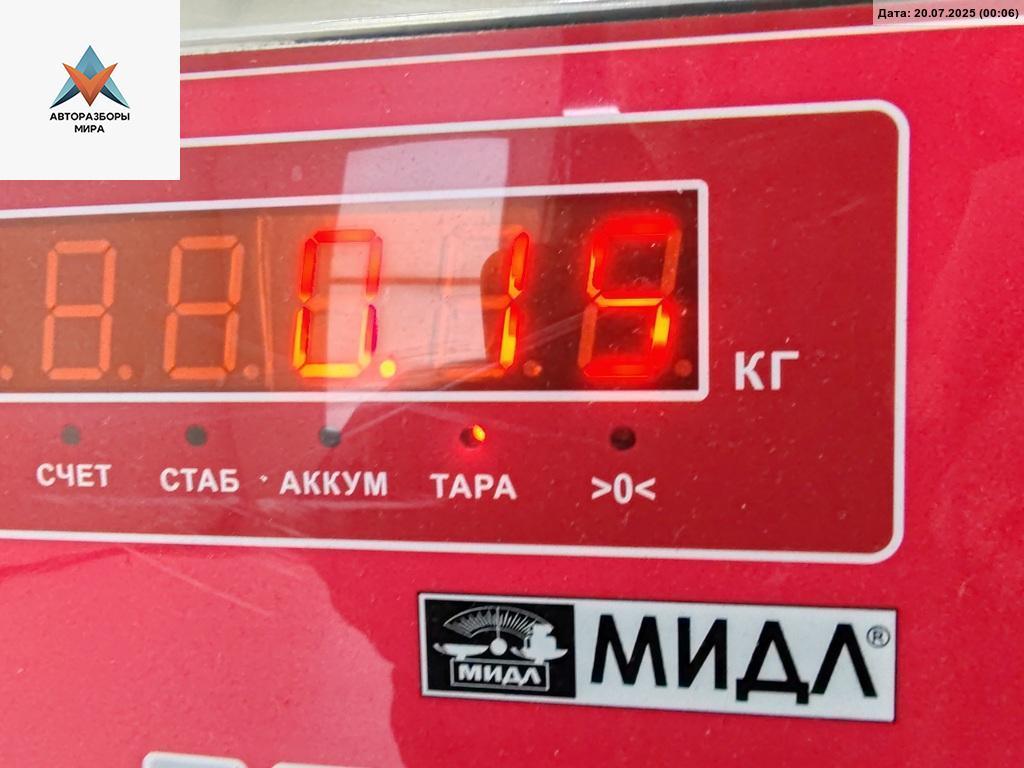 Дата: 20.07.2025 (00:06)
АВТОРАЗБОРЫ
МИРА
0.15
КГ
СЧЕТ СТАБ АККУМ ТАРА >0<
МИДЛ МИДЛ®